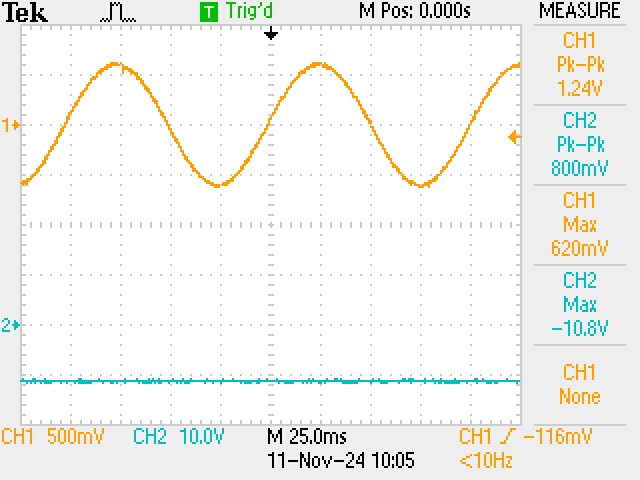 Tek T Trig'd M Pos: 0.000s MEASURE
CH1
Pk-Pk
1.24V
CH2
Pk-Pk
800mV
CH1
Max
620mV
CH2
Max
-10.8V
CH1
None
1
2
CH1 500mV CH2 10.0V M 25.0ms CH1 -116mV
11-Nov-24 10:05 <10Hz